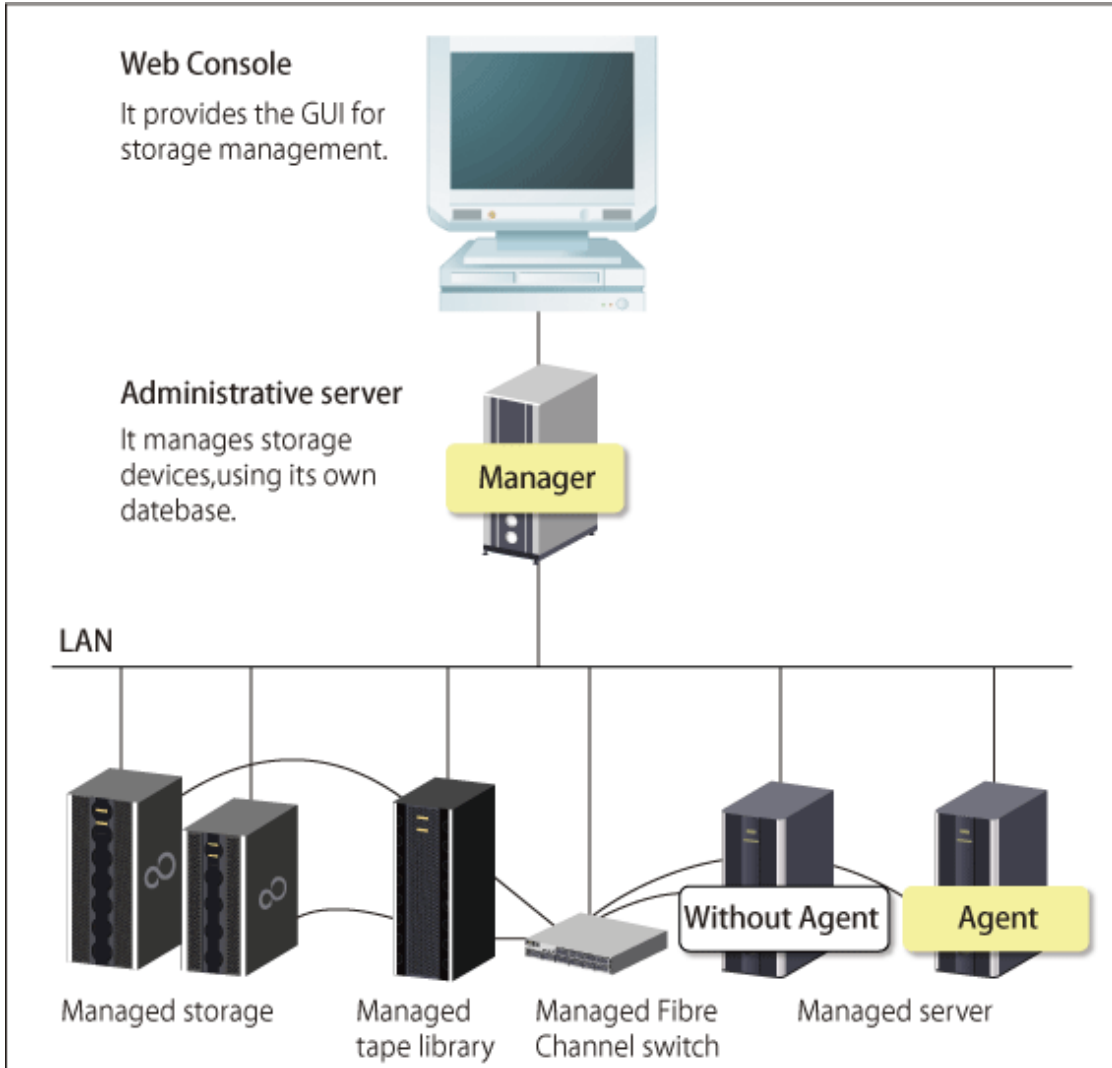 Web Console
It provides the GUI for
storage management.
Administrative server
It manages storage
devices,using its own
datebase.
Manager
LAN
Without Agent
Agent
Managed storage
Managed
tape library
Managed Fibre
Channel switch
Managed server